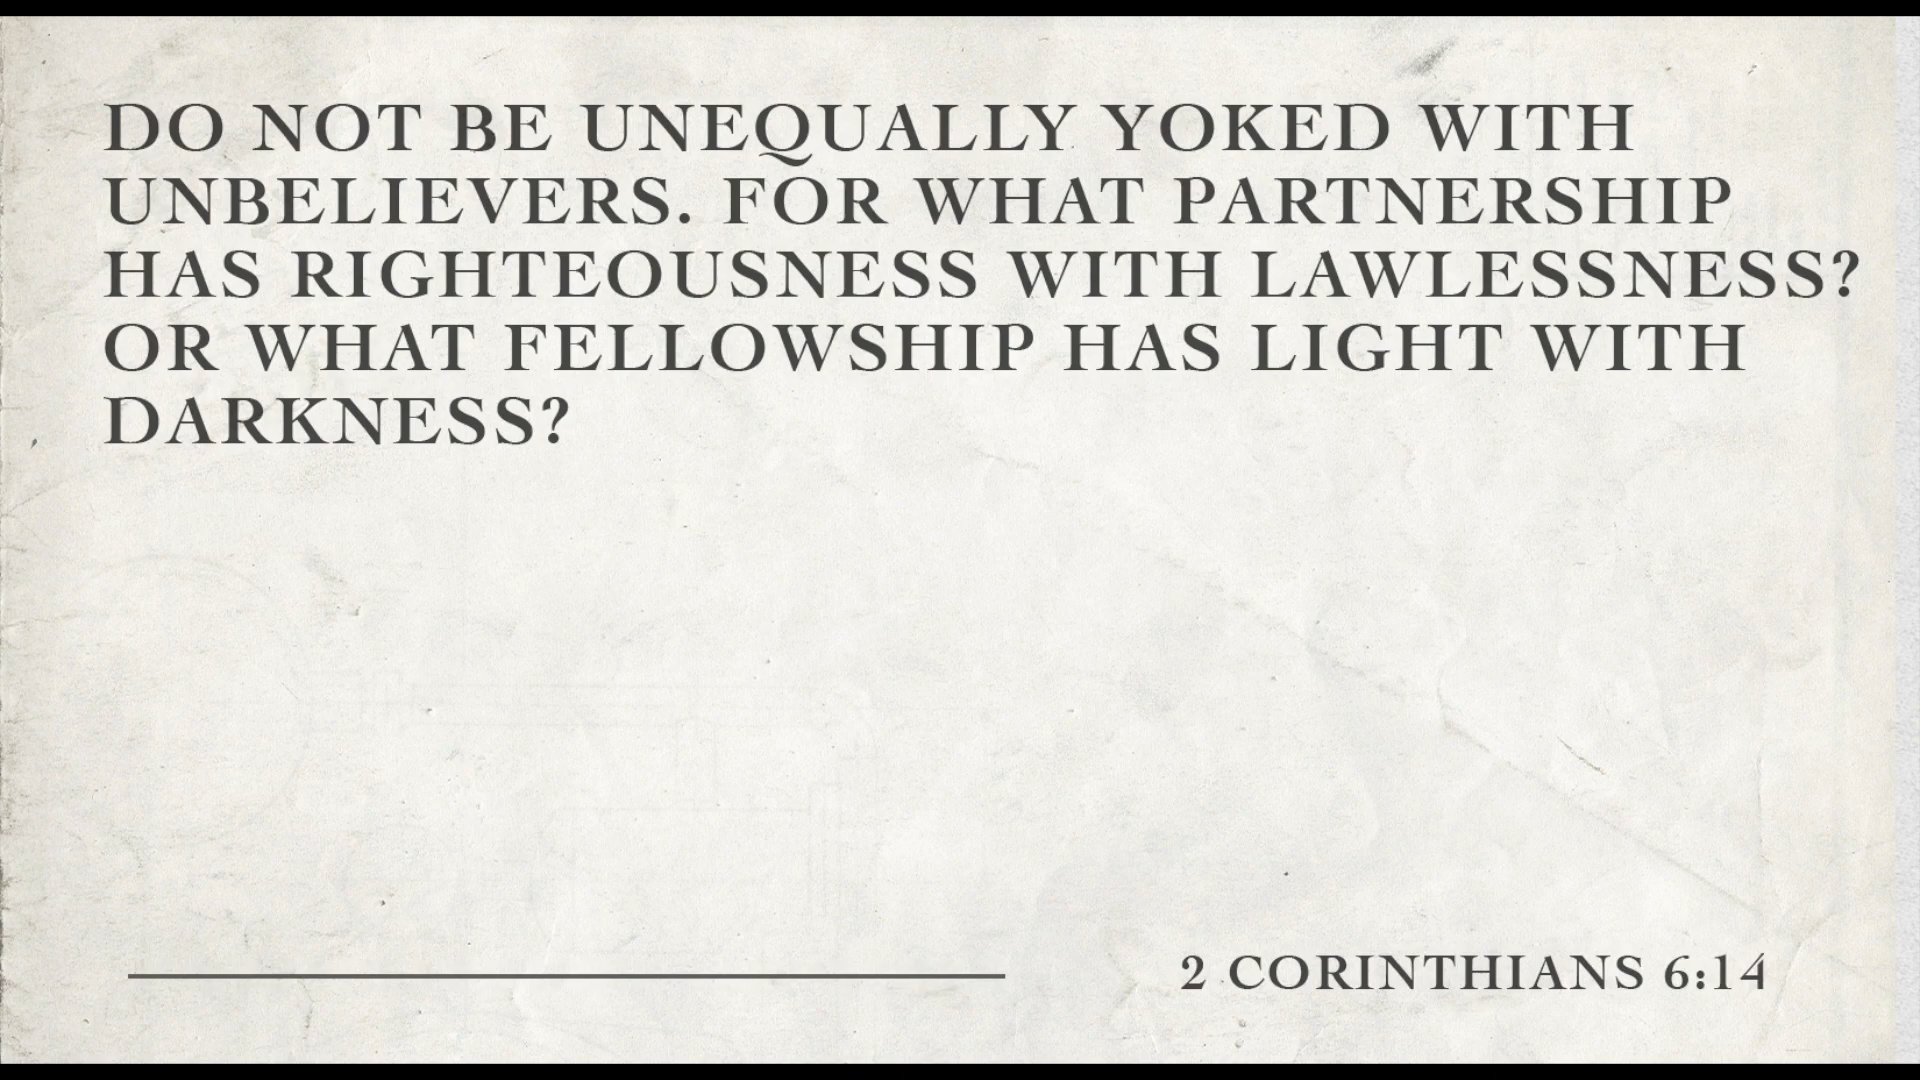 DO NOT BE UNEQUALLY YOKED WITH
UNBELIEVERS. FOR WHAT PARTNERSHIP
HAS RIGHTEOUSNESS WITH LAWLESSNESS?
OR WHAT FELLOWSHIP HAS LIGHT WITH
DARKNESS?
2 CORINTHIANS 6:14